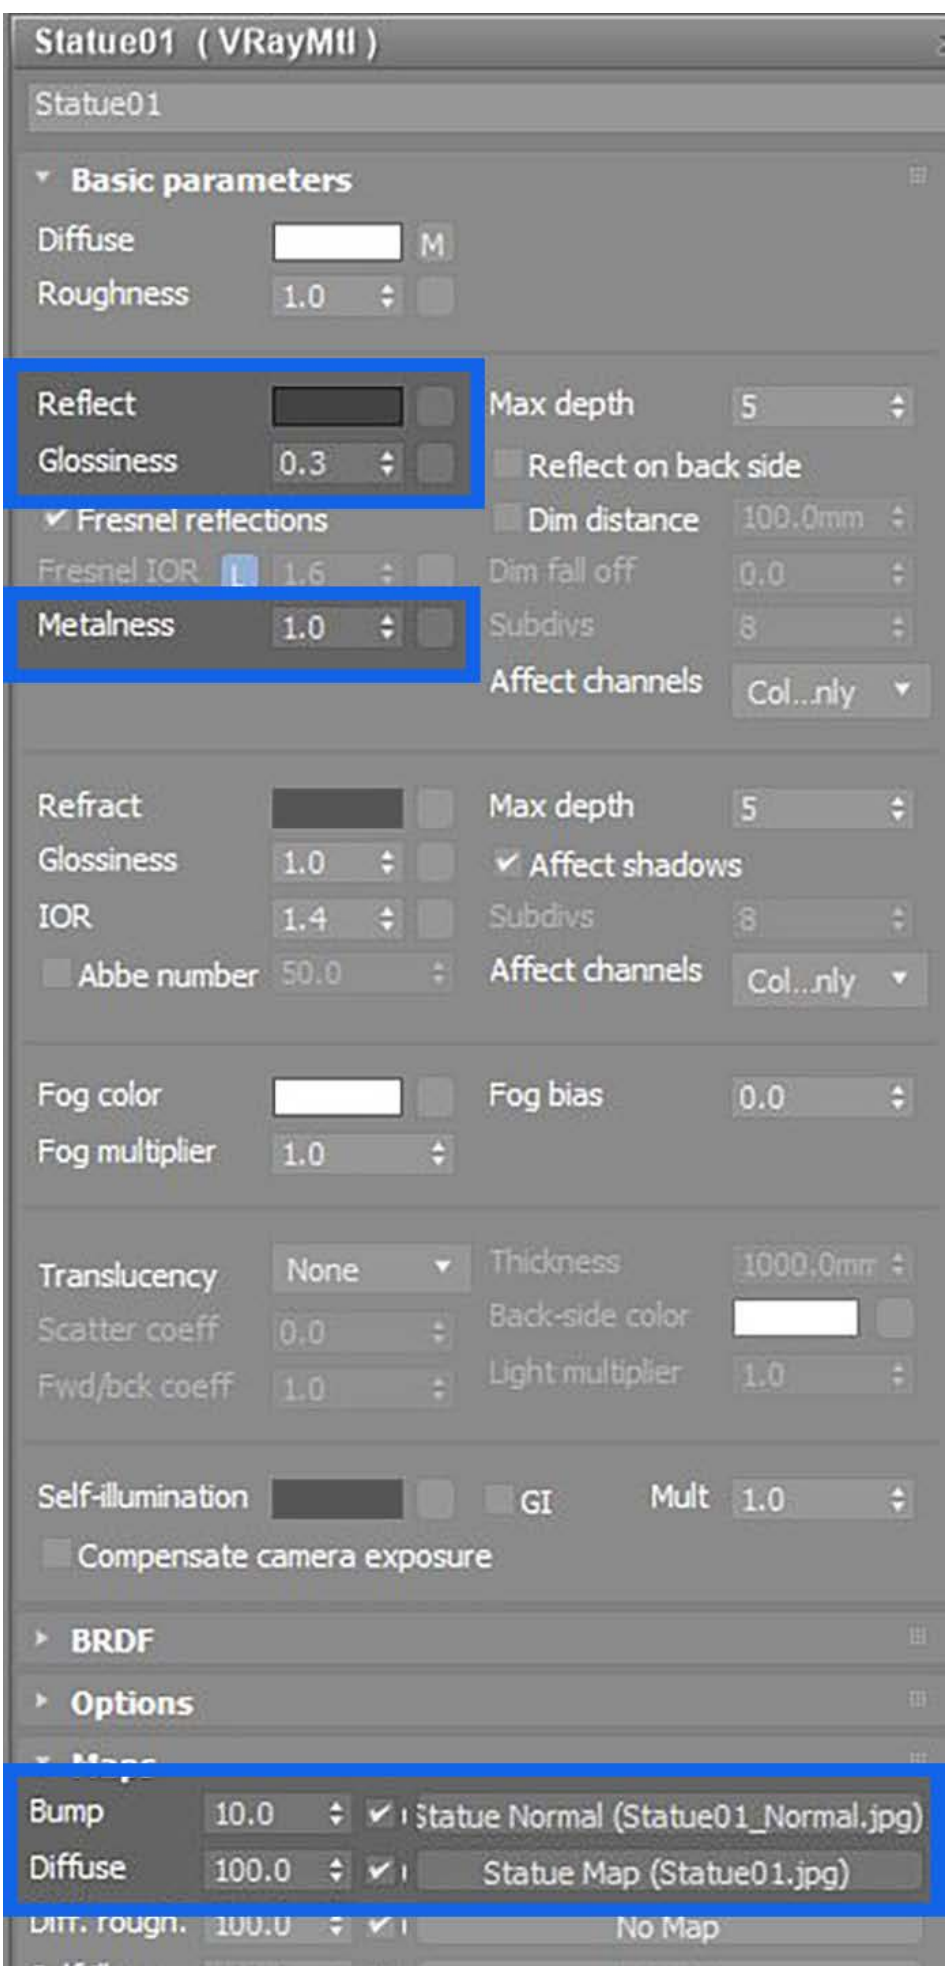 Statue01 ( VRayMtl )
Statue01
Basic parameters
Diffuse M
Roughness 1.0
Reflect Max depth 5
Glossiness 0.3 Reflect on back side
Fresnel reflections Dim distance 100.0mm
Fresnel IOR L 1.6 Dim fall off 0.0
Metalness 1.0 Subdivs 8
Affect channels Col...nly
Refract Max depth 5
Glossiness 1.0 Affect shadows
IOR 1.4 Subdivs 8
Abbe number 50.0 Affect channels Col...nly
Fog color Fog bias 0.0
Fog multiplier 1.0
Translucency None Thickness 1000.0mm
Scatter coeff 0.0 Back-side color
Fwd/bck coeff 1.0 Light multiplier 1.0
Self-illumination GI Mult 1.0
Compensate camera exposure
BRDF
Options
Maps
Bump 10.0 Statue Normal (Statue01_Normal.jpg)
Diffuse 100.0 Statue Map (Statue01.jpg)
Diff. rough. 100.0 No Map